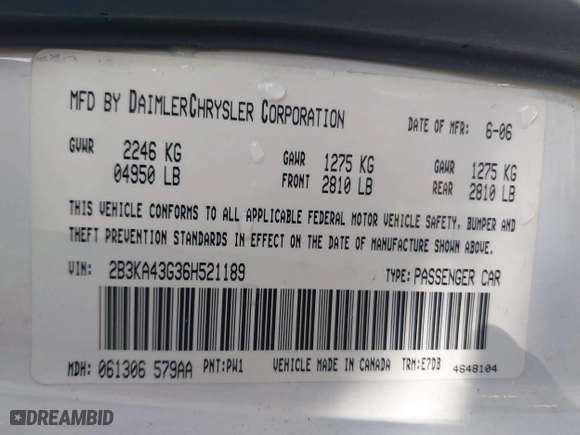 MFD BY DAIMLERCHRYSLER CORPORATION DATE OF MFR: 6-06
GVWR 2246 KG GAWR 1275 KG GAWR 1275 KG
04950 LB FRONT 2810 LB REAR 2810 LB
THIS VEHICLE CONFORMS TO ALL APPLICABLE FEDERAL MOTOR VEHICLE SAFETY, BUMPER AND
THEFT PREVENTION STANDARDS IN EFFECT ON THE DATE OF MANUFACTURE SHOWN ABOVE.
VIN: 2B3KA43G36H521189 TYPE: PASSENGER CAR
MDH: 061306 579AA PNT: PW1 VEHICLE MADE IN CANADA TRM: E7DB 4648104
DREAMBID